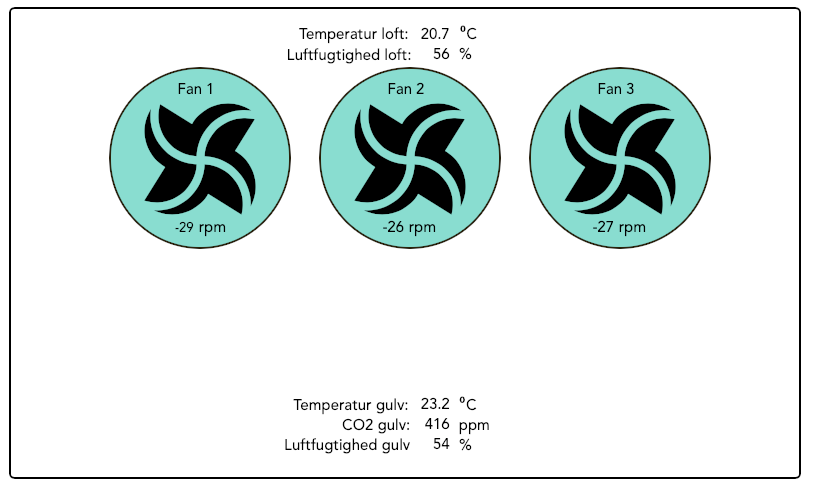 Temperatur loft: 20.7 °C
Luftfugtighed loft: 56 %
Fan 1 Fan 2 Fan 3
-29 rpm -26 rpm -27 rpm
Temperatur gulv: 23.2 °C
CO2 gulv: 416 ppm
Luftfugtighed gulv 54 %